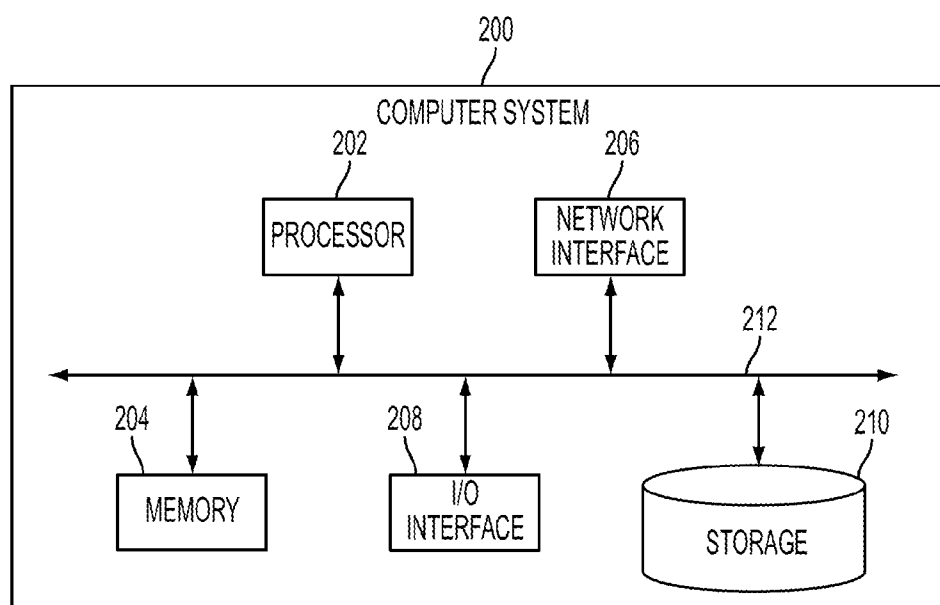 200
COMPUTER SYSTEM
202
206
PROCESSOR
NETWORK
INTERFACE
212
204
208
210
MEMORY
I/O
INTERFACE
STORAGE